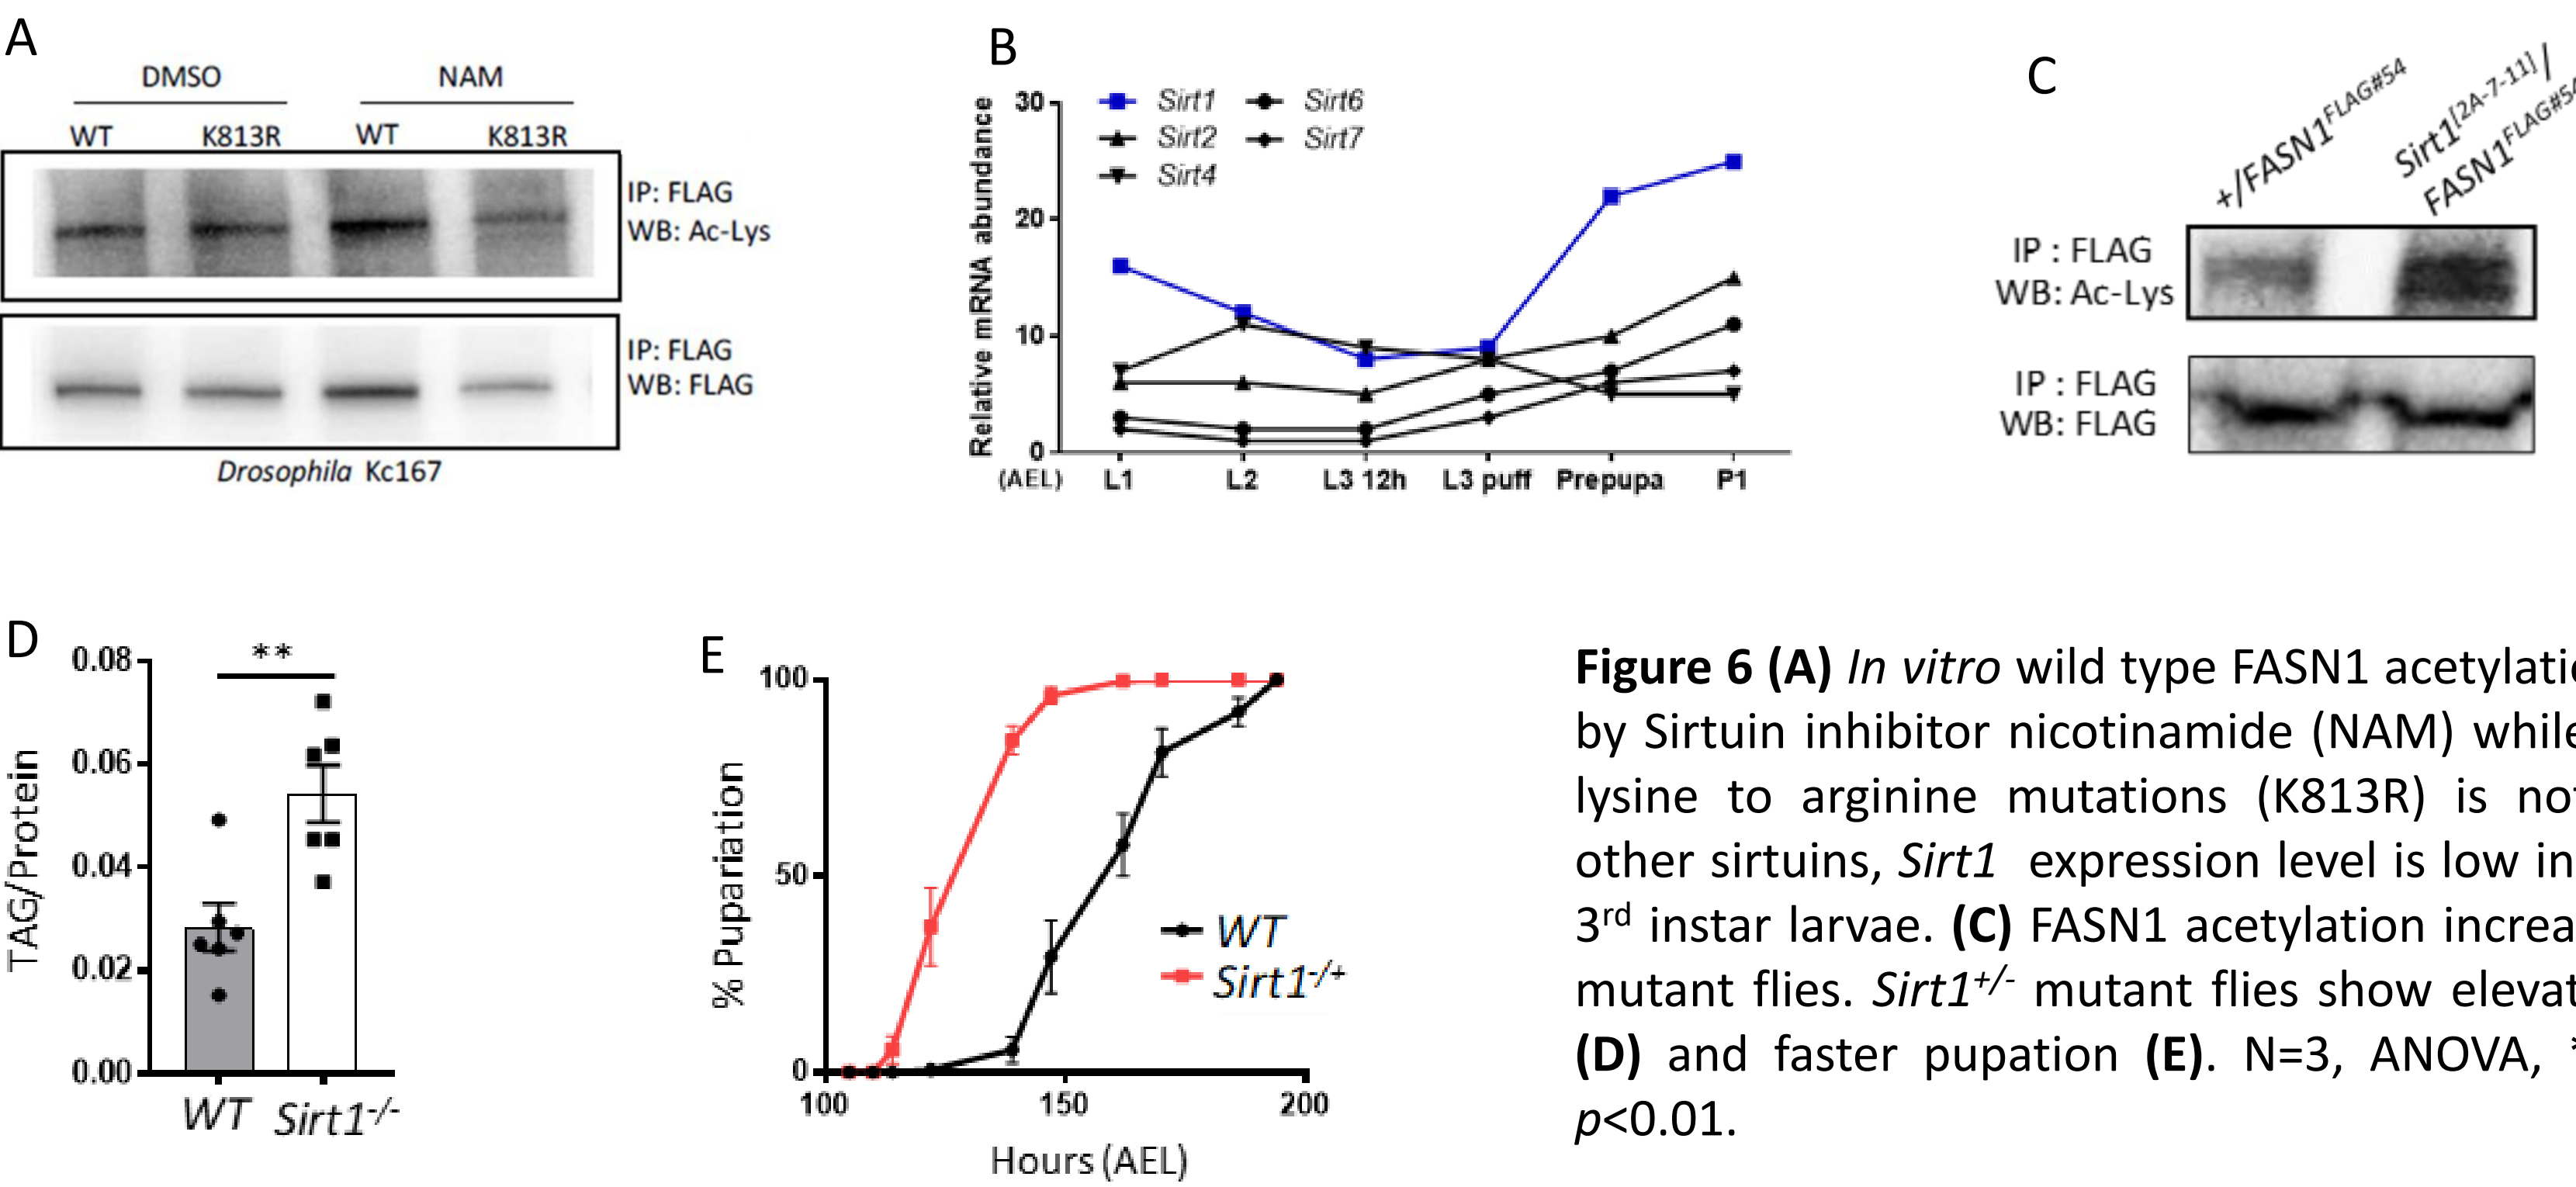 A
DMSO NAM
WT K813R WT K813R
IP: FLAG
WB: Ac-Lys
IP: FLAG
WB: FLAG
Drosophila Kc167
B
Relative mRNA abundance
30
20
10
0
Sirt1 Sirt6
Sirt2 Sirt7
Sirt4
(AEL) L1 L2 L3 12h L3 puff Prepupa P1
C
+/FASN1FLAG#54
Sirt1[2A-7-11]/
FASN1FLAG#54
IP : FLAG
WB: Ac-Lys
IP : FLAG
WB: FLAG
D
TAG/Protein
0.08
0.06
0.04
0.02
0.00
**
WT Sirt1-/-
E
% Pupariation
100
50
0
WT
Sirt1-/+
100 150 200
Hours (AEL)
Figure 6 (A) In vitro wild type FASN1 acetylatio
by Sirtuin inhibitor nicotinamide (NAM) while
lysine to arginine mutations (K813R) is no
other sirtuins, Sirt1 expression level is low in
3rd instar larvae. (C) FASN1 acetylation increa
mutant flies. Sirt1+/- mutant flies show elevat
(D) and faster pupation (E). N=3, ANOVA, *
p<0.01.